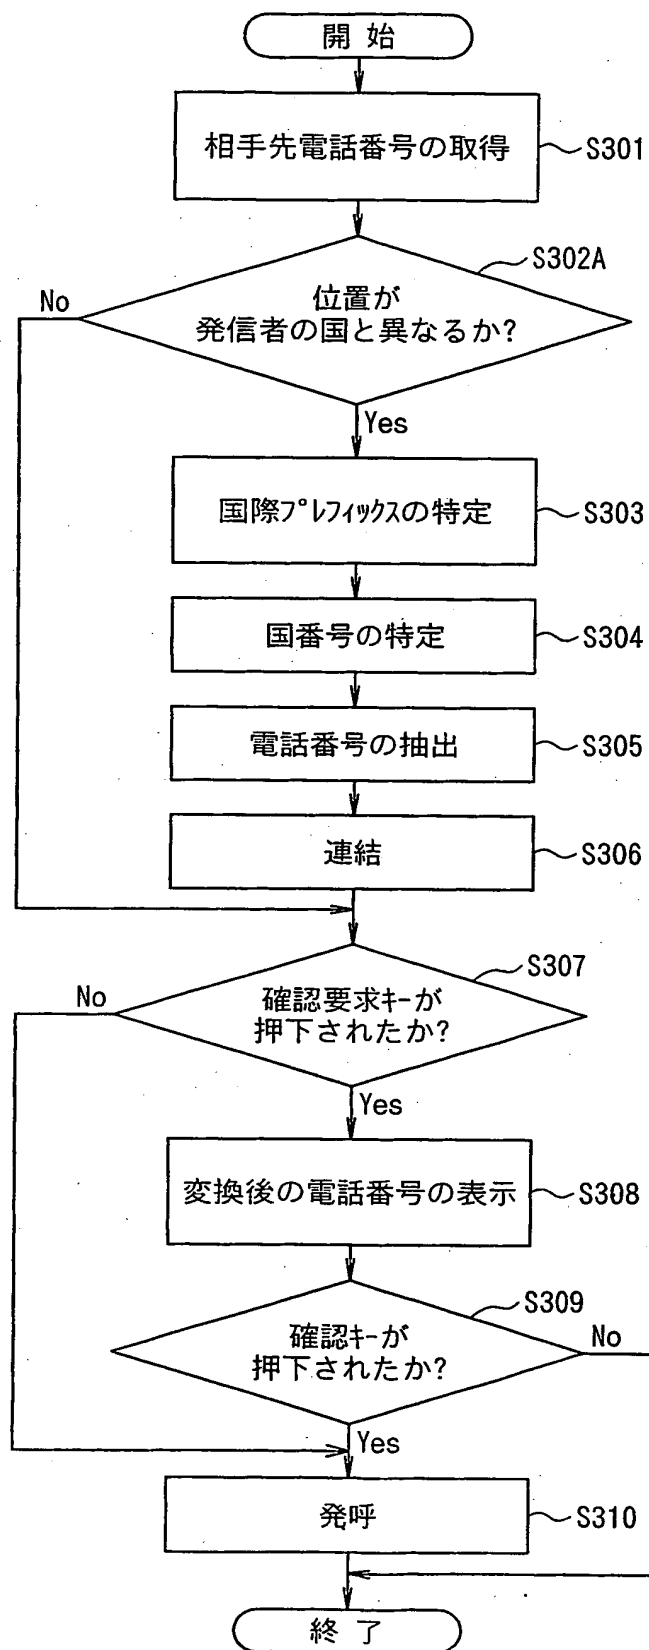 開始
相手先電話番号の取得
S301
S302A
No
位置が
発信者の国と異なるか?
Yes
国際プレフィックスの特定
S303
国番号の特定
S304
電話番号の抽出
S305
連結
S306
S307
No
確認要求キーが
押下されたか?
Yes
変換後の電話番号の表示
S308
S309
確認キーが
押下されたか?
No
Yes
発呼
S310
終了